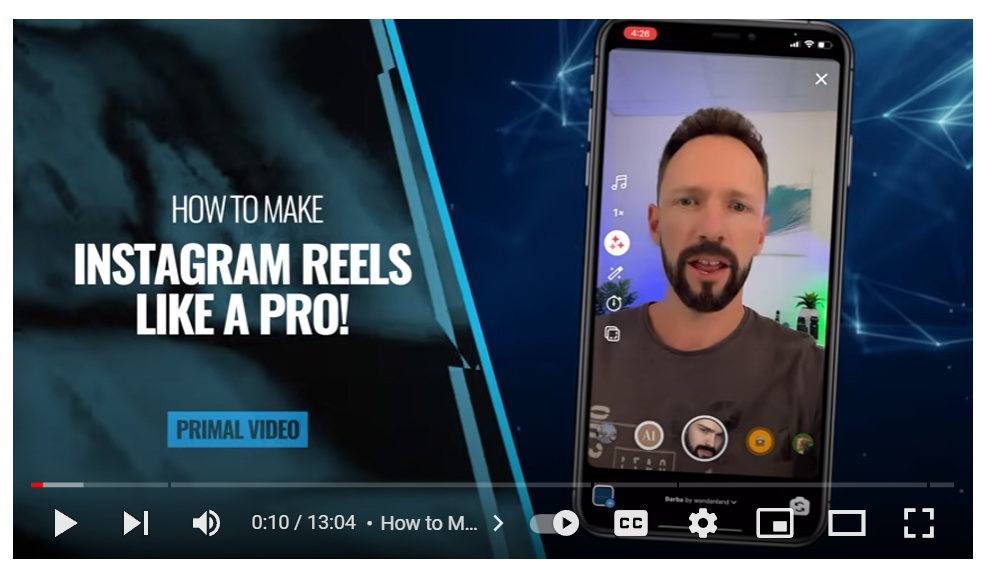 4:26
HOW TO MAKE
INSTAGRAM REELS
LIKE A PRO!
PRIMAL VIDEO
1×
AI
Barba by wondanland
0:10 / 13:04 • How to M...
CC